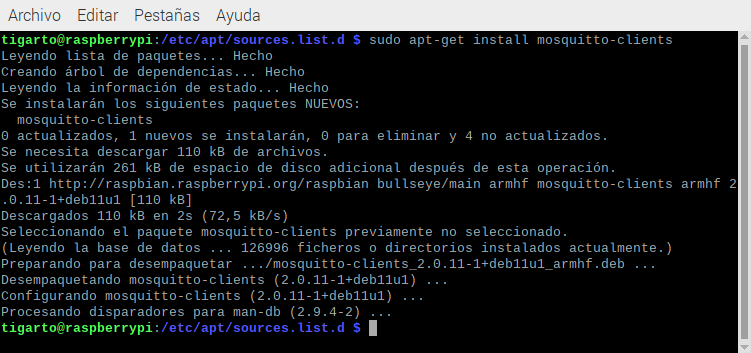 Archivo Editar Pestañas Ayuda
tigarto@raspberrypi:/etc/apt/sources.list.d $ sudo apt-get install mosquitto-clients
Leyendo lista de paquetes... Hecho
Creando árbol de dependencias... Hecho
Leyendo la información de estado... Hecho
Se instalarán los siguientes paquetes NUEVOS:
  mosquitto-clients
0 actualizados, 1 nuevos se instalarán, 0 para eliminar y 4 no actualizados.
Se necesita descargar 110 kB de archivos.
Se utilizarán 261 kB de espacio de disco adicional después de esta operación.
Des:1 http://raspbian.raspberrypi.org/raspbian bullseye/main armhf mosquitto-clients armhf 2
.0.11-1+deb11u1 [110 kB]
Descargados 110 kB en 2s (72,5 kB/s)
Seleccionando el paquete mosquitto-clients previamente no seleccionado.
(Leyendo la base de datos ... 126996 ficheros o directorios instalados actualmente.)
Preparando para desempaquetar .../mosquitto-clients_2.0.11-1+deb11u1_armhf.deb ...
Desempaquetando mosquitto-clients (2.0.11-1+deb11u1) ...
Configurando mosquitto-clients (2.0.11-1+deb11u1) ...
Procesando disparadores para man-db (2.9.4-2) ...
tigarto@raspberrypi:/etc/apt/sources.list.d $